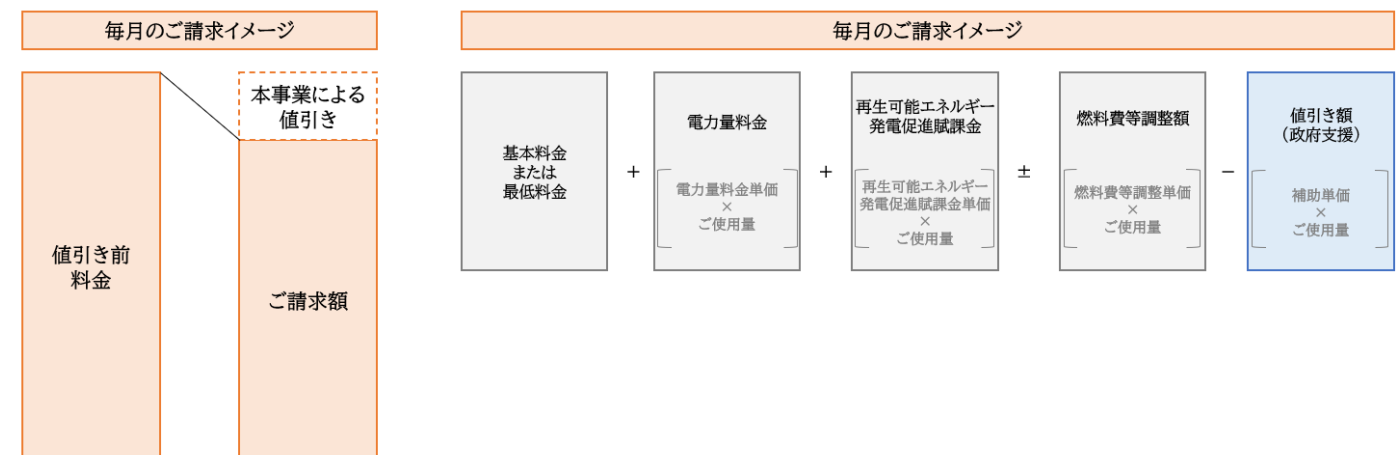 毎月のご請求イメージ
値引き前
料金
本事業による
値引き
ご請求額
毎月のご請求イメージ
基本料金
または
最低料金
+
電力量料金
電力量料金単価
×
ご使用量
+
再生可能エネルギー
発電促進賦課金
再生可能エネルギー
発電促進賦課金単価
×
ご使用量
±
燃料費等調整額
燃料費等調整単価
×
ご使用量
−
値引き額
（政府支援）
補助単価
×
ご使用量